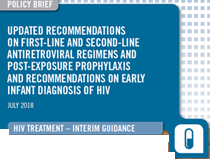 POLICY BRIEF
UPDATED RECOMMENDATIONS
ON FIRST-LINE AND SECOND-LINE
ANTIRETROVIRAL REGIMENS AND
POST-EXPOSURE PROPHYLAXIS
AND RECOMMENDATIONS ON EARLY
INFANT DIAGNOSIS OF HIV
JULY 2018
HIV TREATMENT – INTERIM GUIDANCE